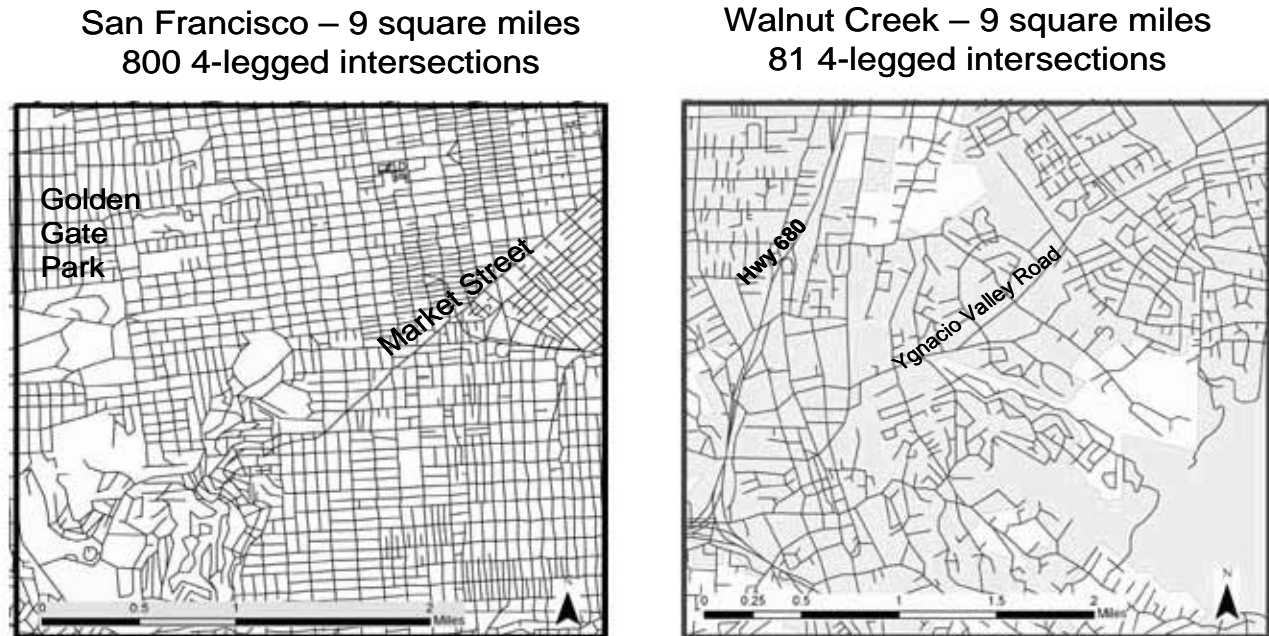 San Francisco – 9 square miles
800 4-legged intersections
Golden
Gate
Park
Market Street
0 0.5 1 2
Miles
N
Walnut Creek – 9 square miles
81 4-legged intersections
Hwy 680
Ygnacio Valley Road
0 0.25 0.5 1 1.5 2
Miles
N